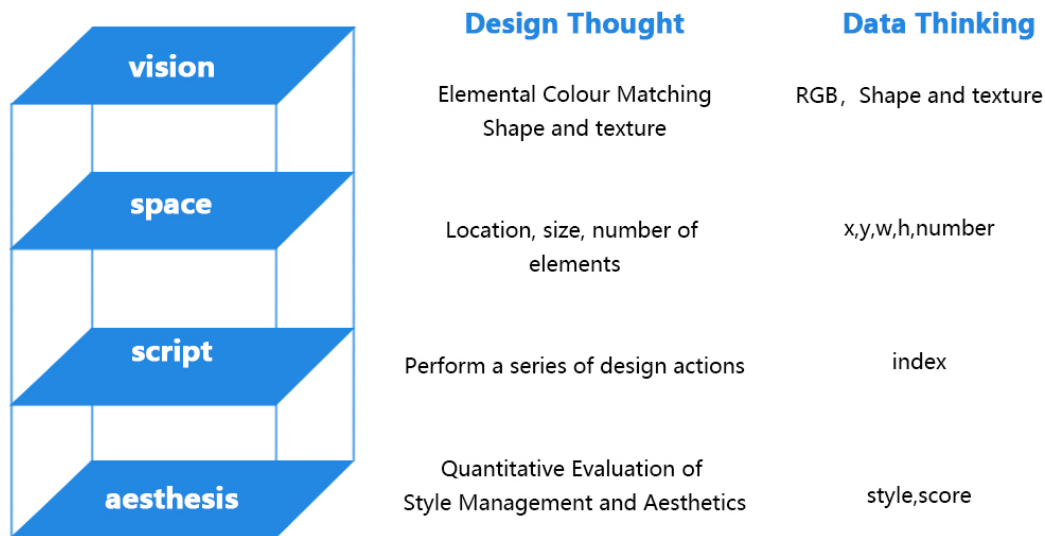 Design Thought
Data Thinking
vision
Elemental Colour Matching
Shape and texture
RGB，Shape and texture
space
Location, size, number of
elements
x,y,w,h,number
script
Perform a series of design actions
index
aesthesis
Quantitative Evaluation of
Style Management and Aesthetics
style,score